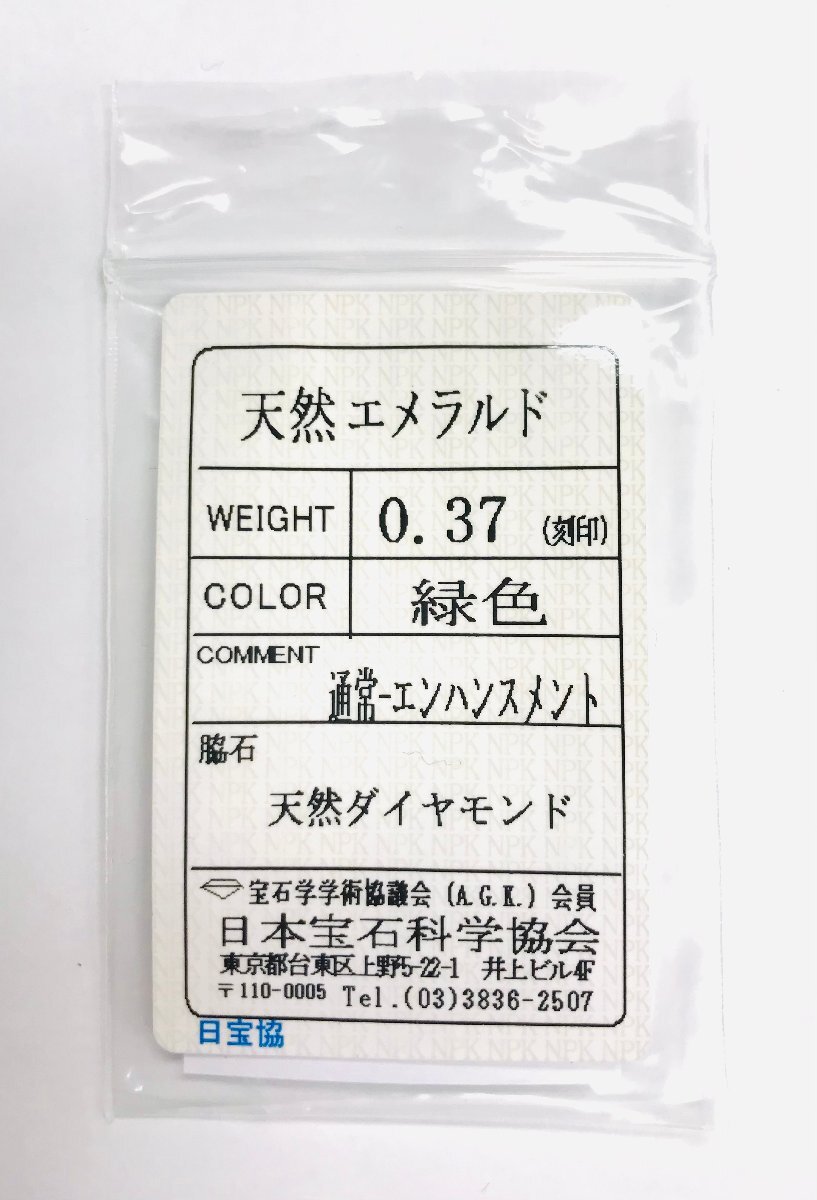 天然エメラルド
WEIGHT 0.37 (刻印)
COLOR 緑色
COMMENT
通常-エンハンスメント
脇石
天然ダイヤモンド
宝石学学術協議会 (A.G.K.) 会員
日本宝石科学協会
東京都台東区上野5-22-1 井上ビル4F
〒110-0005 Tel.(03)3836-2507
日宝協